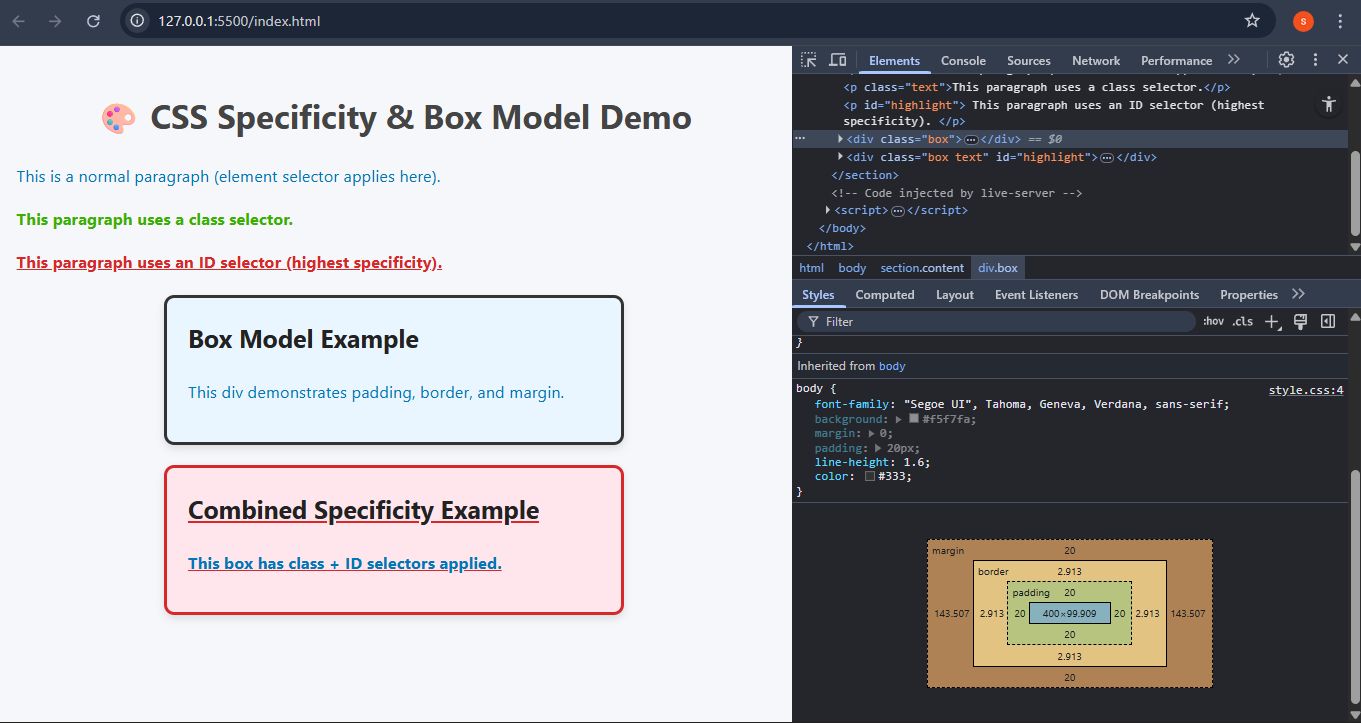 127.0.0.1:5500/index.html
s
🎨 CSS Specificity & Box Model Demo
This is a normal paragraph (element selector applies here).
This paragraph uses a class selector.
This paragraph uses an ID selector (highest specificity).
Box Model Example
This div demonstrates padding, border, and margin.
Combined Specificity Example
This box has class + ID selectors applied.
Elements Console Sources Network Performance
<p class="text">This paragraph uses a class selector.</p>
<p id="highlight"> This paragraph uses an ID selector (highest
specificity). </p>
<div class="box">…</div> == $0
<div class="box text" id="highlight">…</div>
</section>
<!-- Code injected by live-server -->
<script>…</script>
</body>
</html>
html body section.content div.box
Styles Computed Layout Event Listeners DOM Breakpoints Properties
Filter :hov .cls
}
Inherited from body
body { style.css:4
font-family: "Segoe UI", Tahoma, Geneva, Verdana, sans-serif;
background: #f5f7fa;
margin: 0;
padding: 20px;
line-height: 1.6;
color: #333;
}
margin 20
border 2.913
padding 20
143.507 2.913 20 400×99.909 20 2.913 143.507
20
2.913
20